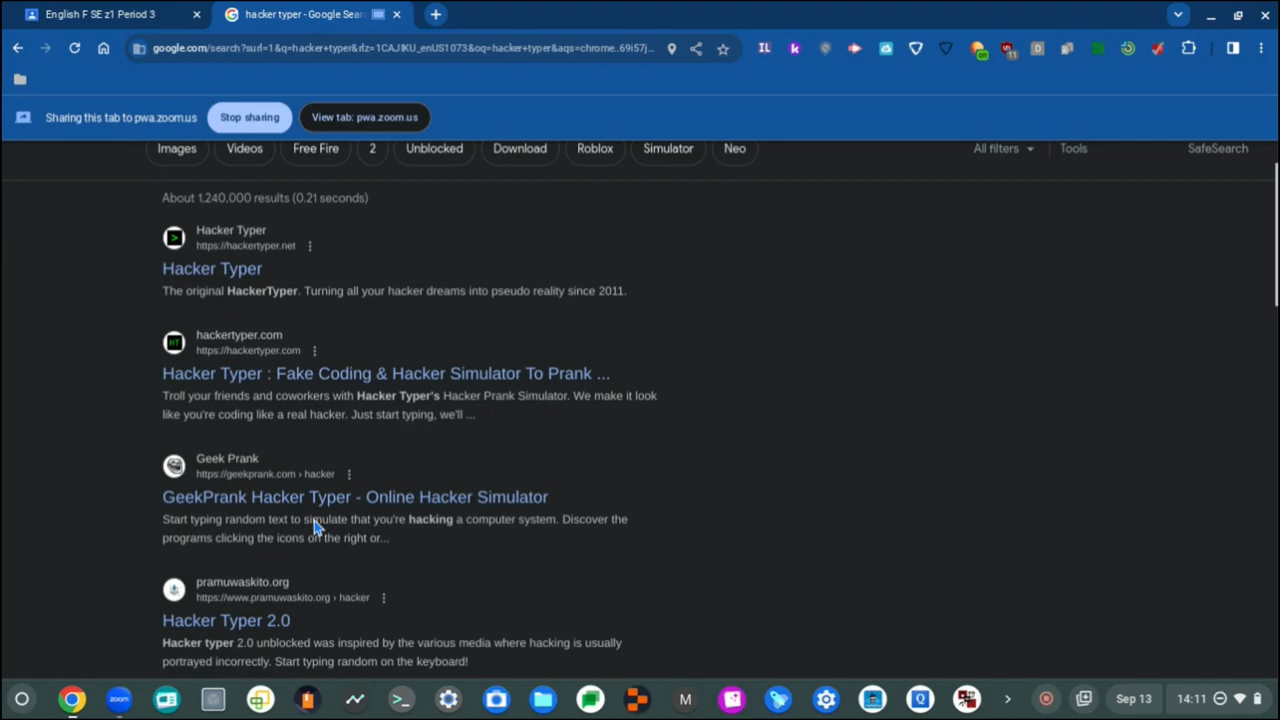 English F SE z1 Period 3
hacker typer - Google Sear
google.com/search?surl=1&q=hacker+typer&rlz=1CAJIKU_enUS1073&oq=hacker+typer&aqs=chrome..69i57j...
on
11
Sharing this tab to pwa.zoom.us
Stop sharing
View tab: pwa.zoom.us
Images
Videos
Free Fire
2
Unblocked
Download
Roblox
Simulator
Neo
All filters
Tools
SafeSearch
About 1,240,000 results (0.21 seconds)
Hacker Typer
https://hackertyper.net
Hacker Typer
The original HackerTyper. Turning all your hacker dreams into pseudo reality since 2011.
hackertyper.com
https://hackertyper.com
Hacker Typer : Fake Coding & Hacker Simulator To Prank ...
Troll your friends and coworkers with Hacker Typer's Hacker Prank Simulator. We make it look
like you're coding like a real hacker. Just start typing, we'll ...
Geek Prank
https://geekprank.com › hacker
GeekPrank Hacker Typer - Online Hacker Simulator
Start typing random text to simulate that you're hacking a computer system. Discover the
programs clicking the icons on the right or...
pramuwaskito.org
https://www.pramuwaskito.org › hacker
Hacker Typer 2.0
Hacker typer 2.0 unblocked was inspired by the various media where hacking is usually
portrayed incorrectly. Start typing random on the keyboard!
zoom
M
Q
Sep 13
14:11